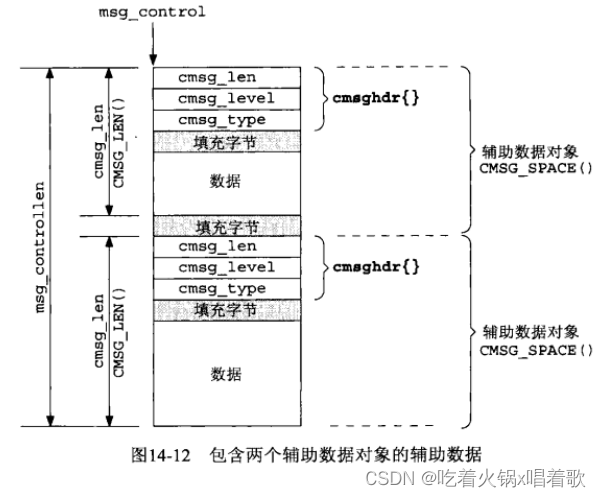 msg_control
cmsg_len
cmsg_level
cmsg_type
填充字节
数据
填充字节
cmsg_len
cmsg_level
cmsg_type
填充字节
数据
cmsghdr{}
cmsghdr{}
辅助数据对象
CMSG_SPACE()
辅助数据对象
CMSG_SPACE()
msg_controllen
cmsg_len
CMSG_LEN()
cmsg_len
CMSG_LEN()
图14-12 包含两个辅助数据对象的辅助数据
CSDN @吃着火锅x唱着歌